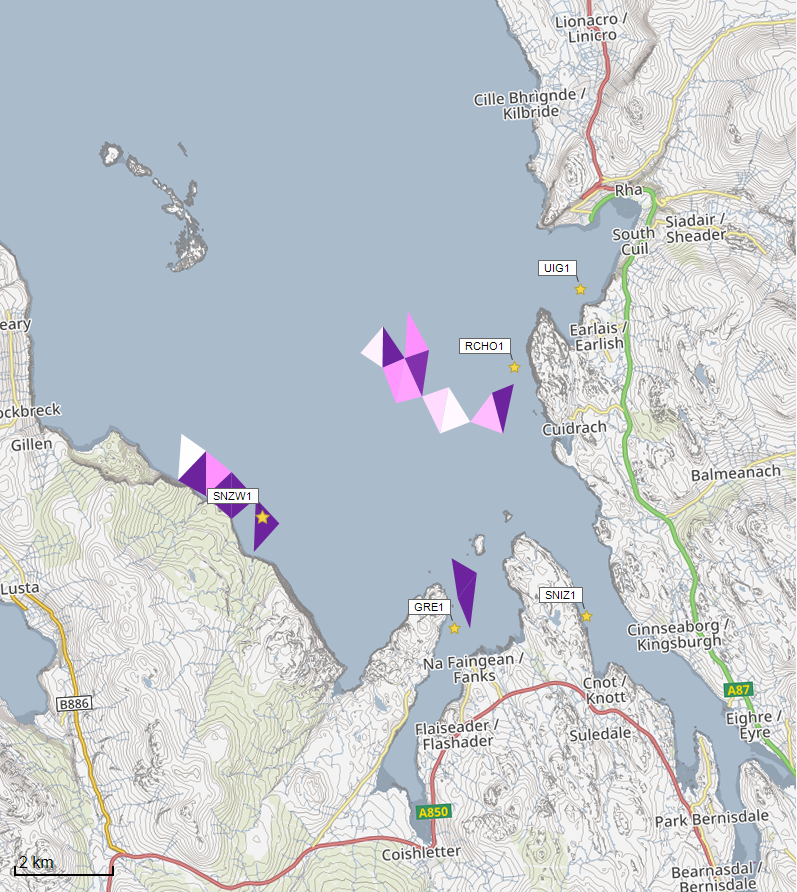 Lionacro /
Linicro
Cille Bhrìgnde /
Kilbride
Rha
Siadair /
Sheader
South
Cuil
UIG1
eary
Earlais /
Earlish
RCHO1
ockbreck
Gillen
Cuidrach
Balmeanach
SNZW1
Lusta
GRE1
SNIZ1
Cinnseaborg /
Kingsburgh
Na Faingean /
Fanks
Cnot /
Knott
A87
B886
Flaiseader /
Flashader
Suledale
Eighre /
Eyre
A850
Park Bernisdale
Coishletter
2 km
Bearnasdal /
Bernisdale